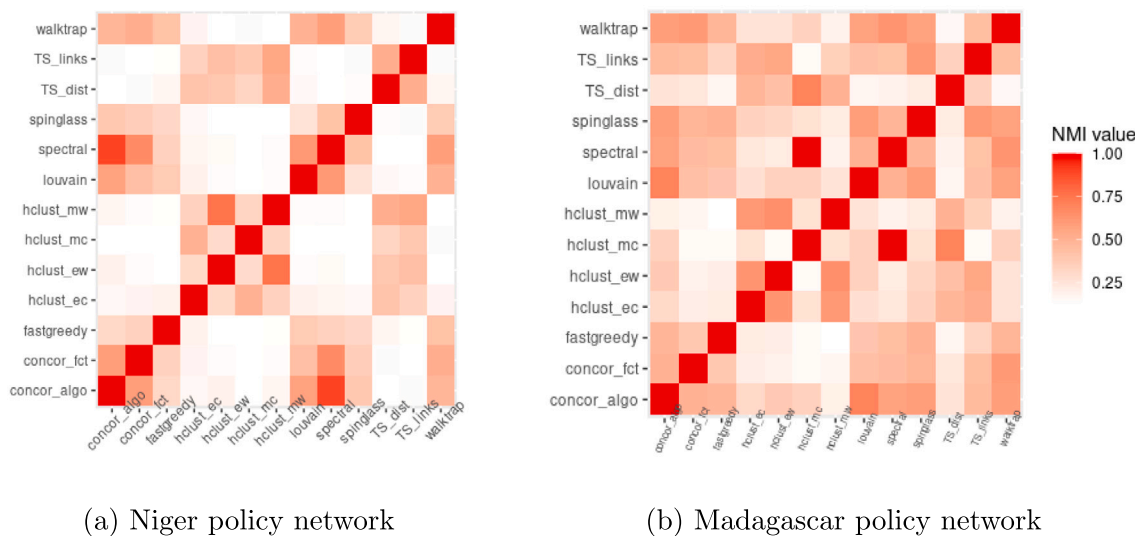 walktrap
TS_links
TS_dist
spinglass
spectral
louvain
hclust_mw
hclust_mc
hclust_ew
hclust_ec
fastgreedy
concor_fct
concor_algo
concor_algo
concor_fct
fastgreedy
hclust_ec
hclust_ew
hclust_mc
hclust_mw
louvain
spectral
spinglass
TS_dist
TS_links
walktrap
(a) Niger policy network
walktrap
TS_links
TS_dist
spinglass
spectral
louvain
hclust_mw
hclust_mc
hclust_ew
hclust_ec
fastgreedy
concor_fct
concor_algo
concor_algo
concor_fct
fastgreedy
hclust_ec
hclust_ew
hclust_mc
hclust_mw
louvain
spectral
spinglass
TS_dist
TS_links
walktrap
(b) Madagascar policy network
NMI value
1.00
0.75
0.50
0.25